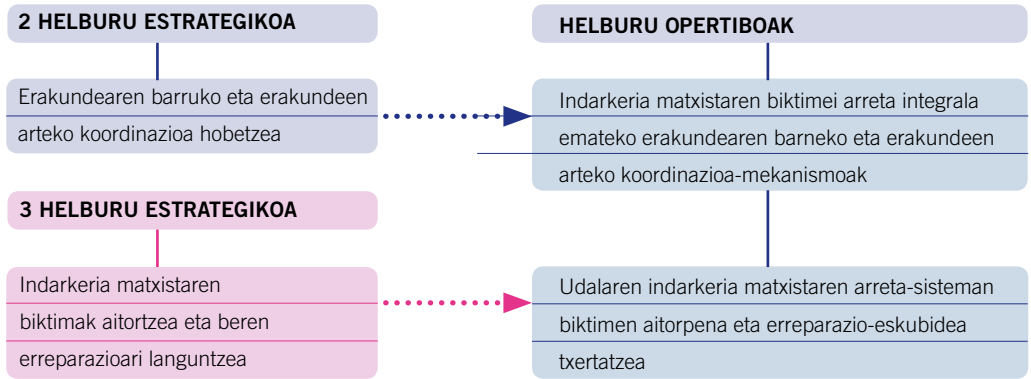 2 HELBURU ESTRATEGIKOA
Erakundearen barruko eta erakundeen
arteko koordinazioa hobetzea
HELBURU OPERTIBOAK
Indarkeria matxistaren biktimei arreta integrala
emateko erakundearen barneko eta erakundeen
arteko koordinazioa-mekanismoak
3 HELBURU ESTRATEGIKOA
Indarkeria matxistaren
biktimak aitortzea eta beren
erreparazioari languntzea
Udalaren indarkeria matxistaren arreta-sisteman
biktimen aitorpena eta erreparazio-eskubidea
txertatzea